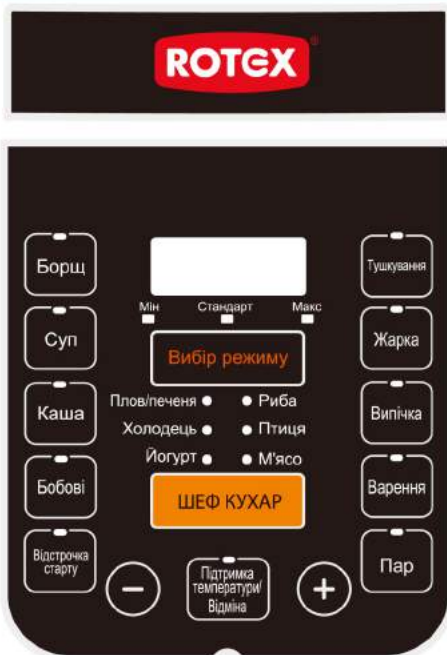 ROTEX
Борщ
Тушкування
Мін Стандарт Макс
Суп
Жарка
Вибір режиму
Плов/печеня Риба
Каша
Випічка
Холодець Птиця
Йогурт М'ясо
Бобові
Варення
ШЕФ КУХАР
Відстрочка
старту
Пар
−
Підтримка
температури/
Відміна
+